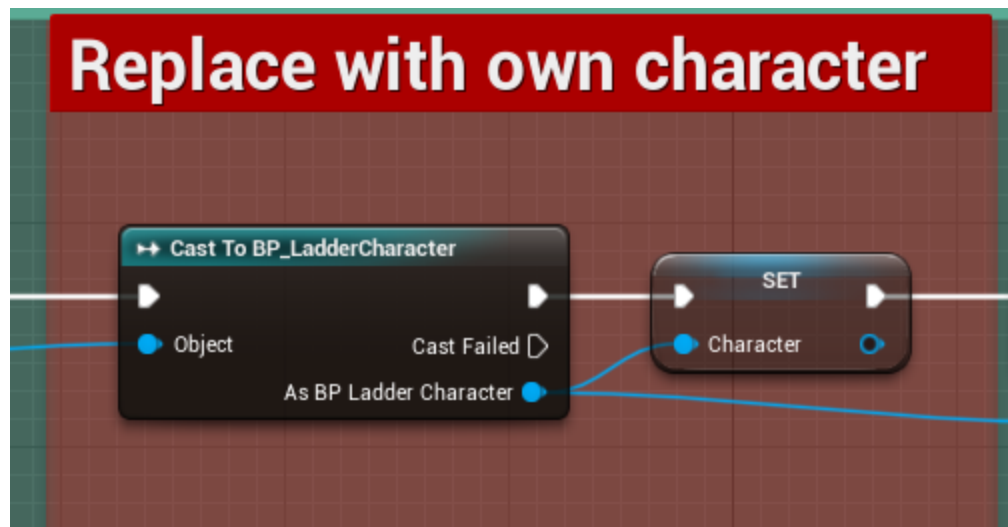 Replace with own character
Cast To BP_LadderCharacter
SET
Object
Cast Failed
Character
As BP Ladder Character